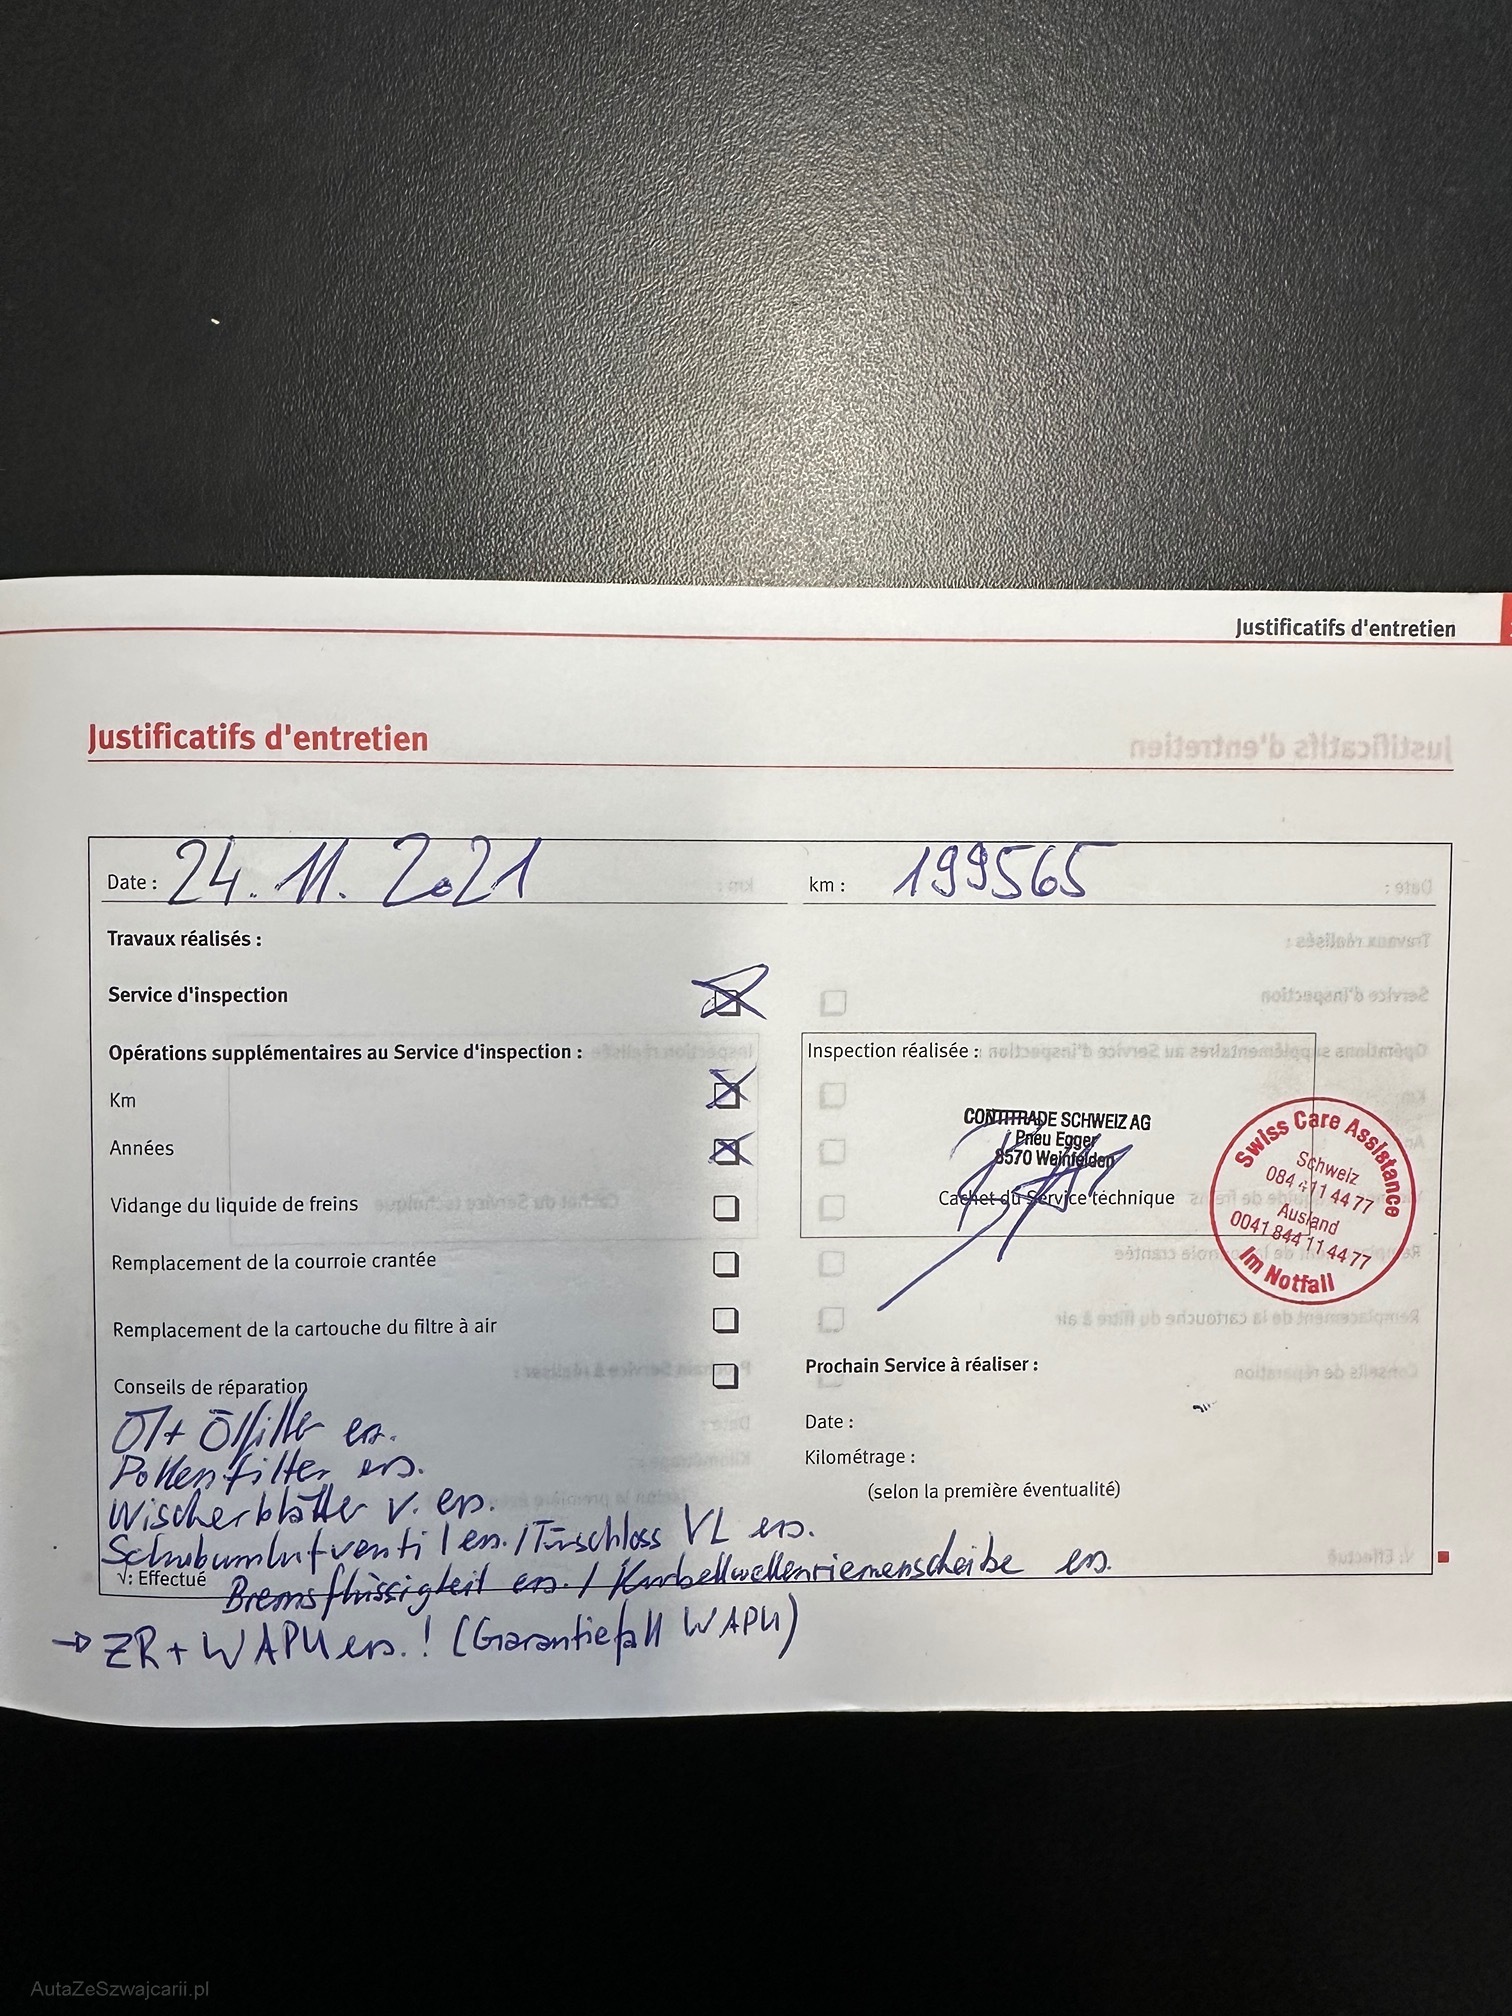 Justificatifs d'entretien
Justificatifs d'entretien
Date : 24.11.2021
km : 199565
Travaux réalisés :
Service d'inspection
Opérations supplémentaires au Service d'inspection :
Km
Années
Vidange du liquide de freins
Remplacement de la courroie crantée
Remplacement de la cartouche du filtre à air
Conseils de réparation
Öl + Ölfilter ers.
Pollenfilter ers.
Wischerblätter v. ers.
Schubumluftventil ers. / Türschloss VL ers.
√: Effectué
Bremsflüssigkeit ers. / Kurbelwellenriemenscheibe ers.
→ ZR + WAPU ers. ! (Garantiefall WAPU)
Inspection réalisée :
CONTITRADE SCHWEIZ AG
Pneu Egger
8570 Weinfelden
Cachet du Service téchnique
Swiss Care Assistance
Schweiz
0844 11 44 77
Ausland
0041 844 11 44 77
Im Notfall
Prochain Service à réaliser :
Date :
Kilométrage :
(selon la première éventualité)
AutaZeSzwajcarii.pl